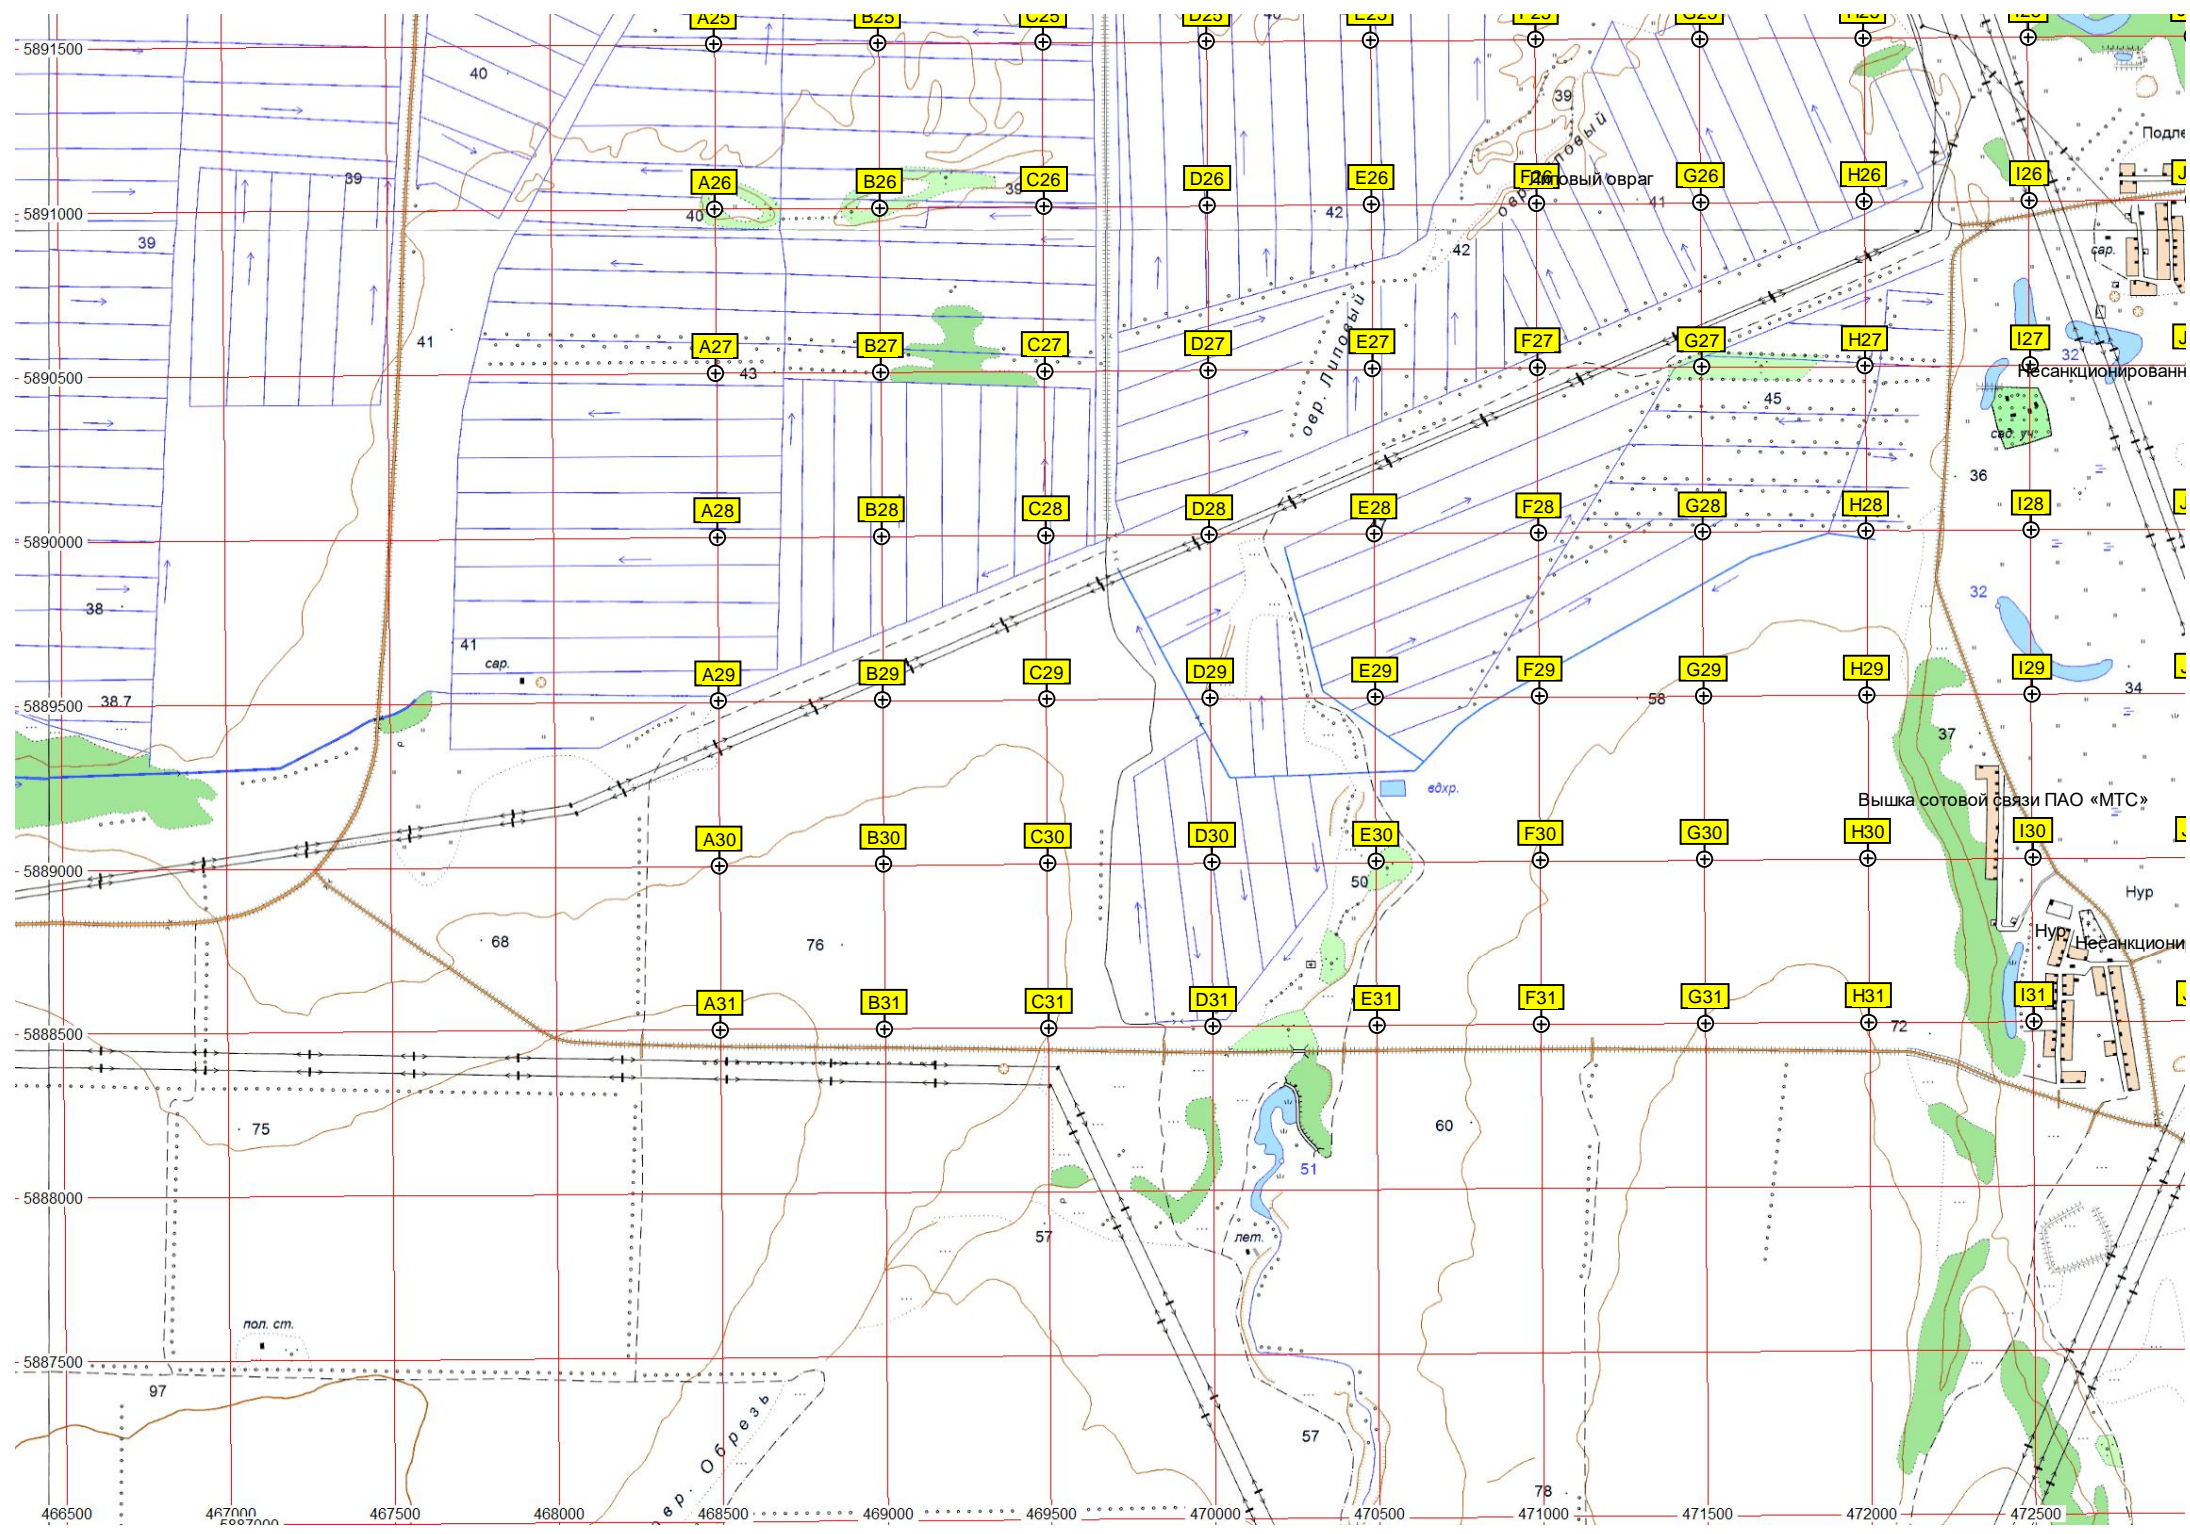 A25 B25 C25 D25 40 E25 F25 G25 H25 I25
5891500
40
39
Подле
39
A26 B26 39 C26 D26 E26 F26 G26 H26 I26 J
Липовый овраг
овр. Липовый
40
42
41
5891000
39
42
сар.
41
A27 B27 C27 D27 E27 F27 G27 H27 I27 J
32
43
Несанкционированн
5890500
45
овр. Липовый
сад. уч.
36
A28 B28 C28 D28 E28 F28 G28 H28 I28 J
5890000
38
32
41
сар.
A29 B29 C29 D29 E29 F29 G29 H29 I29 J
38.7
58
34
5889500
37
вдхр.
Вышка сотовой связи ПАО «МТС»
A30 B30 C30 D30 E30 F30 G30 H30 I30 J
5889000
50
Нур
68
76
Нур
Несанкциони
A31 B31 C31 D31 E31 F31 G31 H31 I31 J
5888500
72
75
60
51
5888000
57
лет.
пол. ст.
5887500
97
вр. Обрезь
57
78
466500 467000 467500 468000 468500 469000 469500 470000 470500 471000 471500 472000 472500
5887000